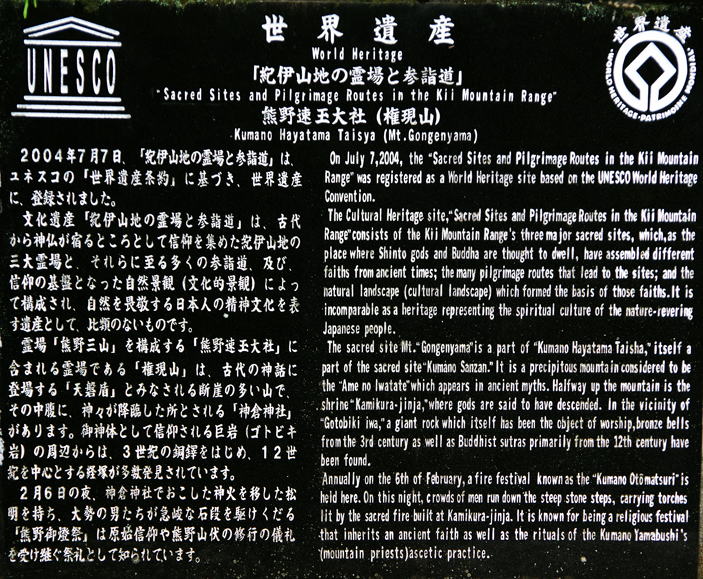 UNESCO
世界遺産
World Heritage
「紀伊山地の霊場と参詣道」
"Sacred Sites and Pilgrimage Routes in the Kii Mountain Range"
熊野速玉大社（権現山）
Kumano Hayatama Taisya (Mt.Gongenyama)
世界遺産
WORLD HERITAGE・PATRIMOINE MONDIAL
2004年7月7日、「紀伊山地の霊場と参詣道」は、
ユネスコの「世界遺産条約」に基づき、世界遺産
に、登録されました。
文化遺産「紀伊山地の霊場と参詣道」は、古代
から神仏が宿るところとして信仰を集めた紀伊山地の
三大霊場と、それらに至る多くの参詣道、及び、
信仰の基盤となった自然景観（文化的景観）によっ
て構成され、自然を畏敬する日本人の精神文化を表
す遺産として、比類のないものです。
霊場「熊野三山」を構成する「熊野速玉大社」に
含まれる霊場である「権現山」は、古代の神話に
登場する「天磐盾」とみなされる断崖の多い山で、
その中腹に、神々が降臨した所とされる「神倉神社」
があります。御神体として信仰される巨岩（ゴトビキ
岩）の周辺からは、3世紀の銅鐸をはじめ、12世
紀を中心とする経塚が多数発見されています。
2月6日の夜、神倉神社でおこした神火を移した松
明を持ち、大勢の男たちが急峻な石段を駆けくだる
「熊野御燈祭」は原始信仰や熊野山伏の修行の儀礼
を受け継ぐ祭礼として知られています。
On July 7,2004, the "Sacred Sites and Pilgrimage Routes in the Kii Mountain
Range" was registered as a World Heritage site based on the UNESCO World Heritage
Convention.
The Cultural Heritage site,"Sacred Sites and Pilgrimage Routes in the Kii Mountain
Range"consists of the Kii Mountain Range's three major sacred sites, which,as the
place where Shinto gods and Buddha are thought to dwell, have assembled different
faiths from ancient times; the many pilgrimage routes that lead to the sites; and the
natural landscape (cultural landscape) which formed the basis of those faiths.It is
incomparable as a heritage representing the spiritual culture of the nature-revering
Japanese people.
The sacred site Mt."Gongenyama"is a part of "Kumano Hayatama Taisha,"itself a
part of the sacred site"Kumano Sanzan." It is a precipitous mountain considered to be
the "Ame no Iwatate"which appears in ancient myths. Halfway up the mountain is the
shrine"Kamikura-jinja,"where gods are said to have descended. In the vicinity of
"Gotobiki iwa,"a giant rock which itself has been the object of worship,bronze bells
from the 3rd century as well as Buddhist sutras primarily from the 12th century have
been found.
Annually on the 6th of February, a fire festival known as the "Kumano Otōmatsuri"is
held here. On this night, crowds of men run down the steep stone steps, carrying torches
lit by the sacred fire built at Kamikura-jinja. It is known for being a religious festival
that inherits an ancient faith as well as the rituals of the Kumano Yamabushi's
(mountain priests)ascetic practice.